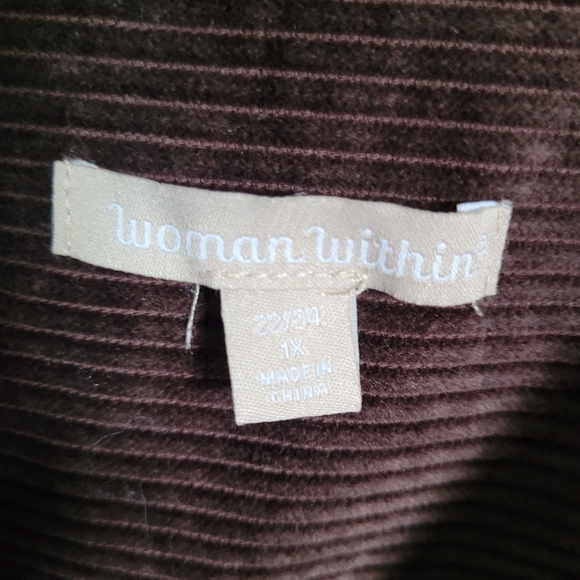 woman within®
22/24
1X
MADE IN
CHINA